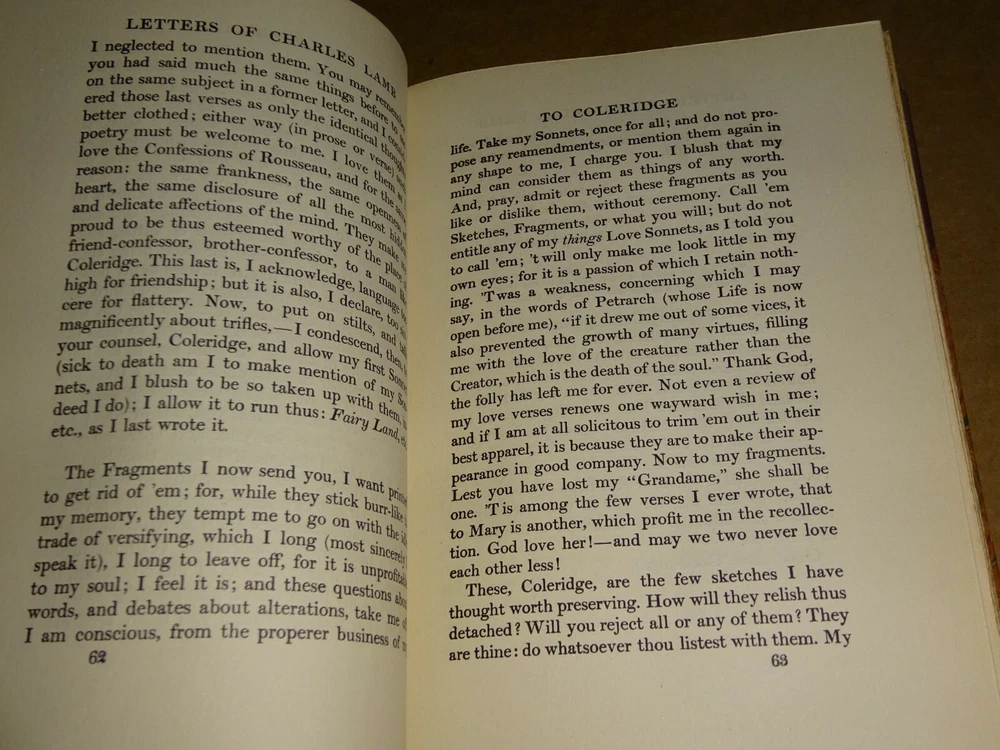 LETTERS OF CHARLES LAMB
I neglected to mention them. You may remember
you had said much the same things before to
on the same subject in a former letter, and I
ered those last verses as only the identical
better clothed; either way (in prose or verse)
poetry must be welcome to me. I love them as I
love the Confessions of Rousseau, and for the
reason: the same frankness, the same openness of
heart, the same disclosure of all the most
and delicate affections of the mind. They make me
proud to be thus esteemed worthy of the place
friend-confessor, brother-confessor, to a man like
Coleridge. This last is, I acknowledge, language too
high for friendship; but it is also, I declare, too
cere for flattery. Now, to put on stilts, and
magnificently about trifles,—I condescend, then,
your counsel, Coleridge, and allow my first
(sick to death am I to make mention of my
nets, and I blush to be so taken up with them,
deed I do); I allow it to run thus: Fairy Land,
etc., as I last wrote it.
The Fragments I now send you, I want
to get rid of 'em; for, while they stick burr-like
my memory, they tempt me to go on with the
trade of versifying, which I long (most sincerely I
speak it), I long to leave off, for it is
to my soul; I feel it is; and these questions about
words, and debates about alterations, take me
I am conscious, from the properer business of
62
TO COLERIDGE
life. Take my Sonnets, once for all; and do not pro-
pose any reamendments, or mention them again in
any shape to me, I charge you. I blush that my
mind can consider them as things of any worth.
And, pray, admit or reject these fragments as you
like or dislike them, without ceremony. Call 'em
Sketches, Fragments, or what you will; but do not
entitle any of my things Love Sonnets, as I told you
to call 'em; 't will only make me look little in my
own eyes; for it is a passion of which I retain noth-
ing. 'Twas a weakness, concerning which I may
say, in the words of Petrarch (whose Life is now
open before me), "if it drew me out of some vices, it
also prevented the growth of many virtues, filling
me with the love of the creature rather than the
Creator, which is the death of the soul." Thank God,
the folly has left me for ever. Not even a review of
my love verses renews one wayward wish in me;
and if I am at all solicitous to trim 'em out in their
best apparel, it is because they are to make their ap-
pearance in good company. Now to my fragments.
Lest you have lost my "Grandame," she shall be
one. 'T is among the few verses I ever wrote, that
to Mary is another, which profit me in the recollec-
tion. God love her!—and may we two never love
each other less!
These, Coleridge, are the few sketches I have
thought worth preserving. How will they relish thus
detached? Will you reject all or any of them? They
are thine: do whatsoever thou listest with them. My
63